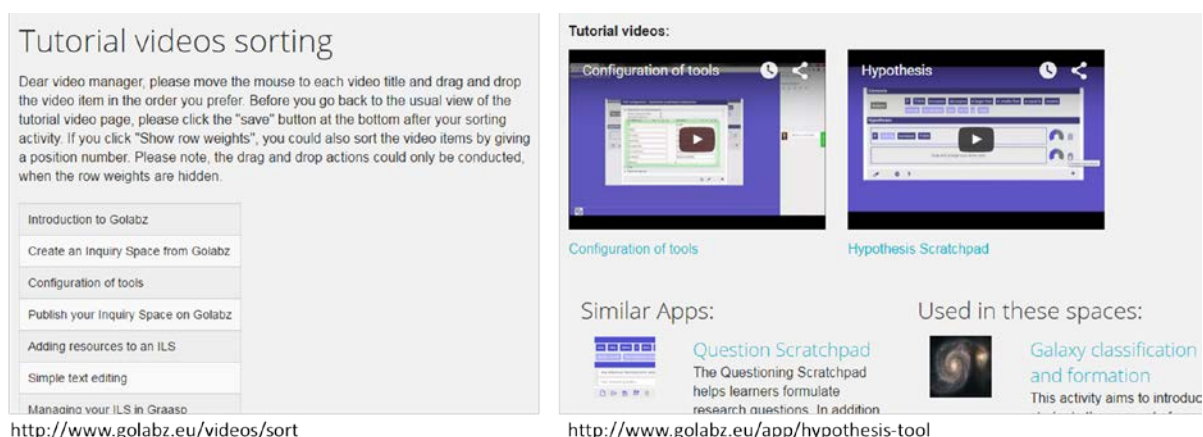 Tutorial videos sorting
Dear video manager, please move the mouse to each video title and drag and drop
the video item in the order you prefer. Before you go back to the usual view of the
tutorial video page, please click the "save" button at the bottom after your sorting
activity. If you click "Show row weights", you could also sort the video items by giving
a position number. Please note, the drag and drop actions could only be conducted,
when the row weights are hidden.
Introduction to Golabz
Create an Inquiry Space from Golabz
Configuration of tools
Publish your Inquiry Space on Golabz
Adding resources to an ILS
Simple text editing
Managing your ILS in Graasp
http://www.golabz.eu/videos/sort
Tutorial videos:
Configuration of tools
Hypothesis
Configuration of tools
Hypothesis Scratchpad
Similar Apps:
Question Scratchpad
The Questioning Scratchpad
helps learners formulate
research questions. In addition
Used in these spaces:
Galaxy classification
and formation
This activity aims to introduc
http://www.golabz.eu/app/hypothesis-tool